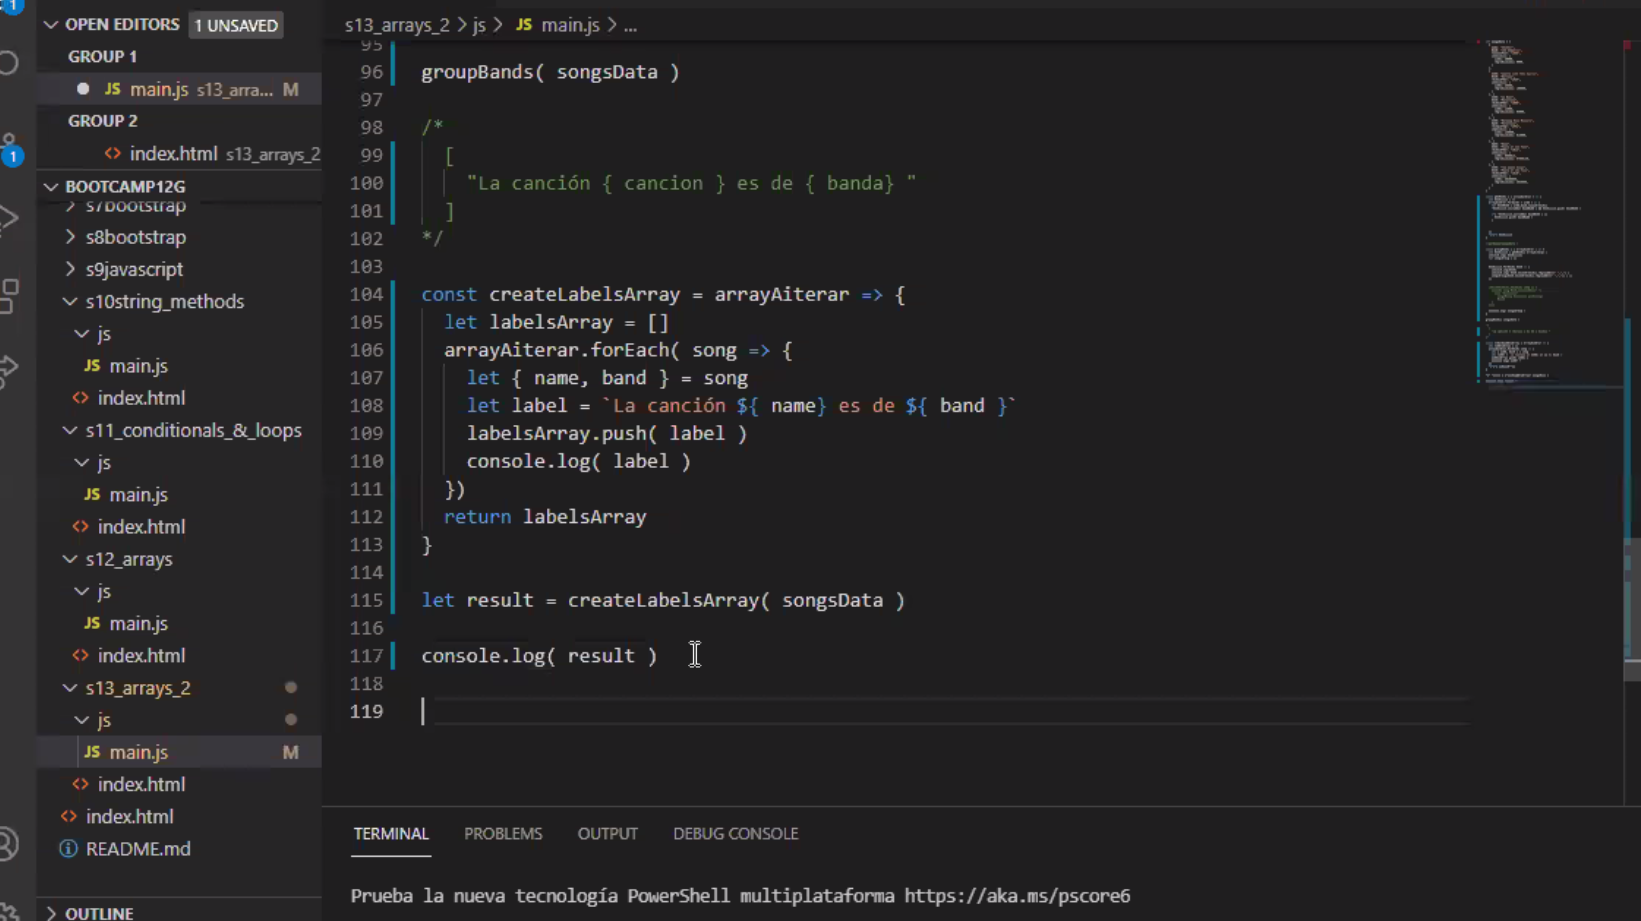 OPEN EDITORS 1 UNSAVED
GROUP 1
JS main.js s13_arra... M
GROUP 2
<> index.html s13_arrays_2
BOOTCAMP12G
s7bootstrap
s8bootstrap
s9javascript
s10string_methods
js
JS main.js
<> index.html
s11_conditionals_&_loops
js
JS main.js
<> index.html
s12_arrays
js
JS main.js
<> index.html
s13_arrays_2
js
JS main.js M
<> index.html
<> index.html
README.md
OUTLINE
1
1
s13_arrays_2 > js > JS main.js > ...
95
96 groupBands( songsData )
97
98 /*
99 [
100 "La canción { cancion } es de { banda} "
101 ]
102 */
103
104 const createLabelsArray = arrayAiterar => {
105 let labelsArray = []
106 arrayAiterar.forEach( song => {
107 let { name, band } = song
108 let label = `La canción ${ name} es de ${ band }`
109 labelsArray.push( label )
110 console.log( label )
111 })
112 return labelsArray
113 }
114
115 let result = createLabelsArray( songsData )
116
117 console.log( result )
118
119
TERMINAL PROBLEMS OUTPUT DEBUG CONSOLE
Prueba la nueva tecnología PowerShell multiplataforma https://aka.ms/pscore6